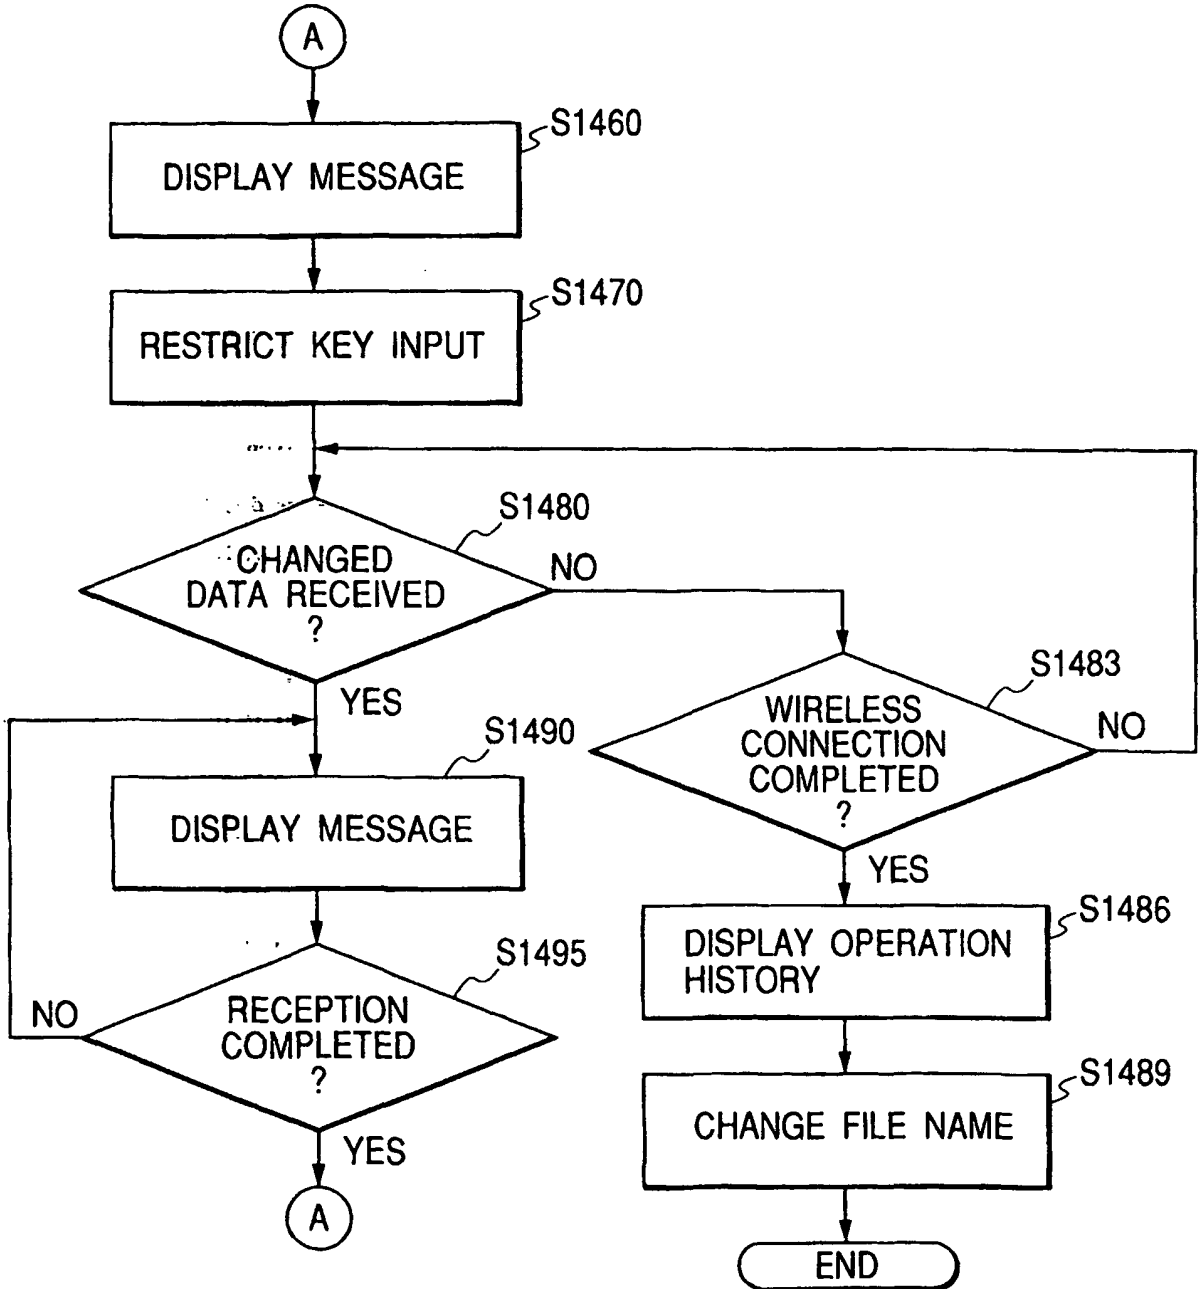 A
S1460
DISPLAY MESSAGE
S1470
RESTRICT KEY INPUT
S1480
CHANGED
DATA RECEIVED
?
NO
YES
S1483
WIRELESS
CONNECTION
COMPLETED
?
NO
YES
S1490
DISPLAY MESSAGE
S1495
RECEPTION
COMPLETED
?
NO
YES
A
S1486
DISPLAY OPERATION
HISTORY
S1489
CHANGE FILE NAME
END